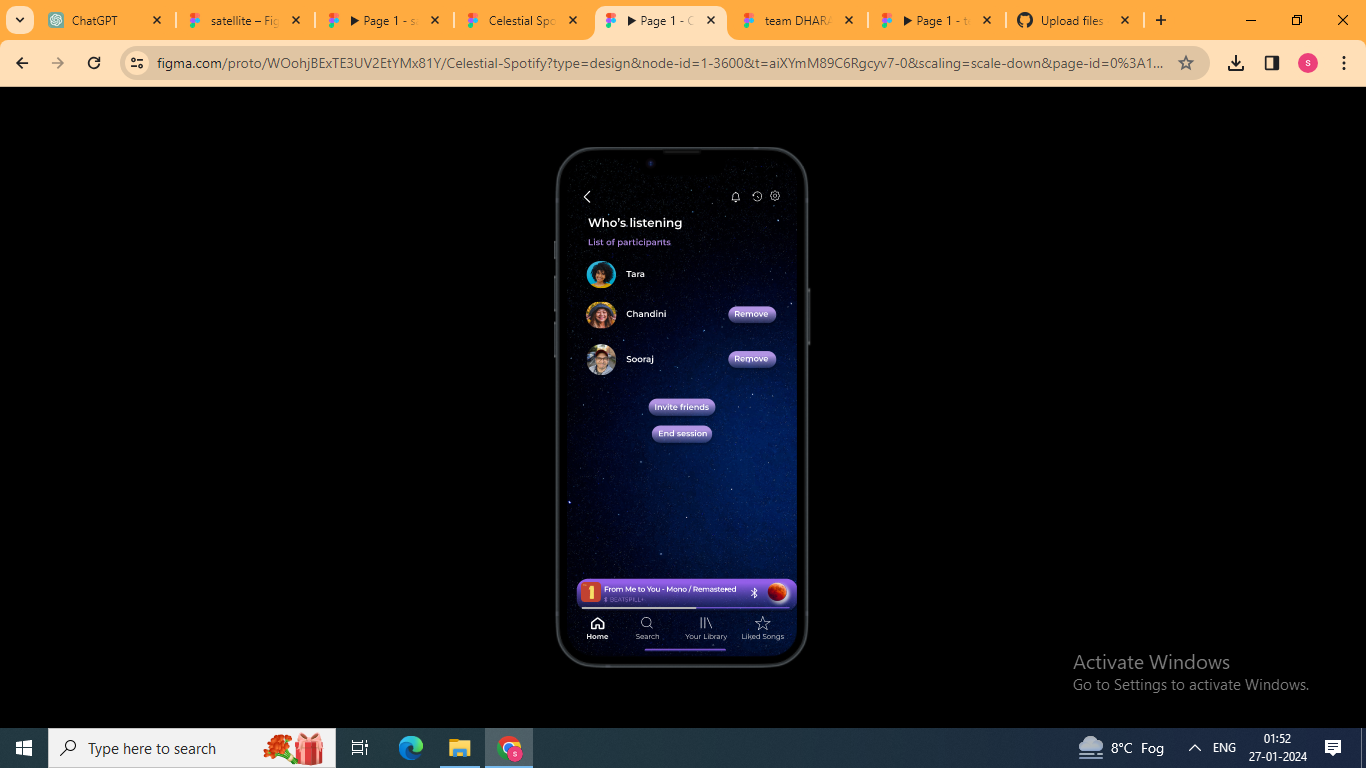 ChatGPT
satellite – Fig
Page 1 - s
Celestial Spo
Page 1 - C
team DHARA
Page 1 - t
Upload files
figma.com/proto/WOohjBExTE3UV2EtYMx81Y/Celestial-Spotify?type=design&node-id=1-3600&t=aiXYmM89C6Rgcyv7-0&scaling=scale-down&page-id=0%3A1...
S
Who's listening
List of participants
Tara
Chandini
Remove
Sooraj
Remove
Invite friends
End session
1
From Me to You - Mono / Remastered
BEATSPILL+
Home
Search
Your Library
Liked Songs
Activate Windows
Go to Settings to activate Windows.
Type here to search
S
8°C Fog
ENG
01:52
27-01-2024